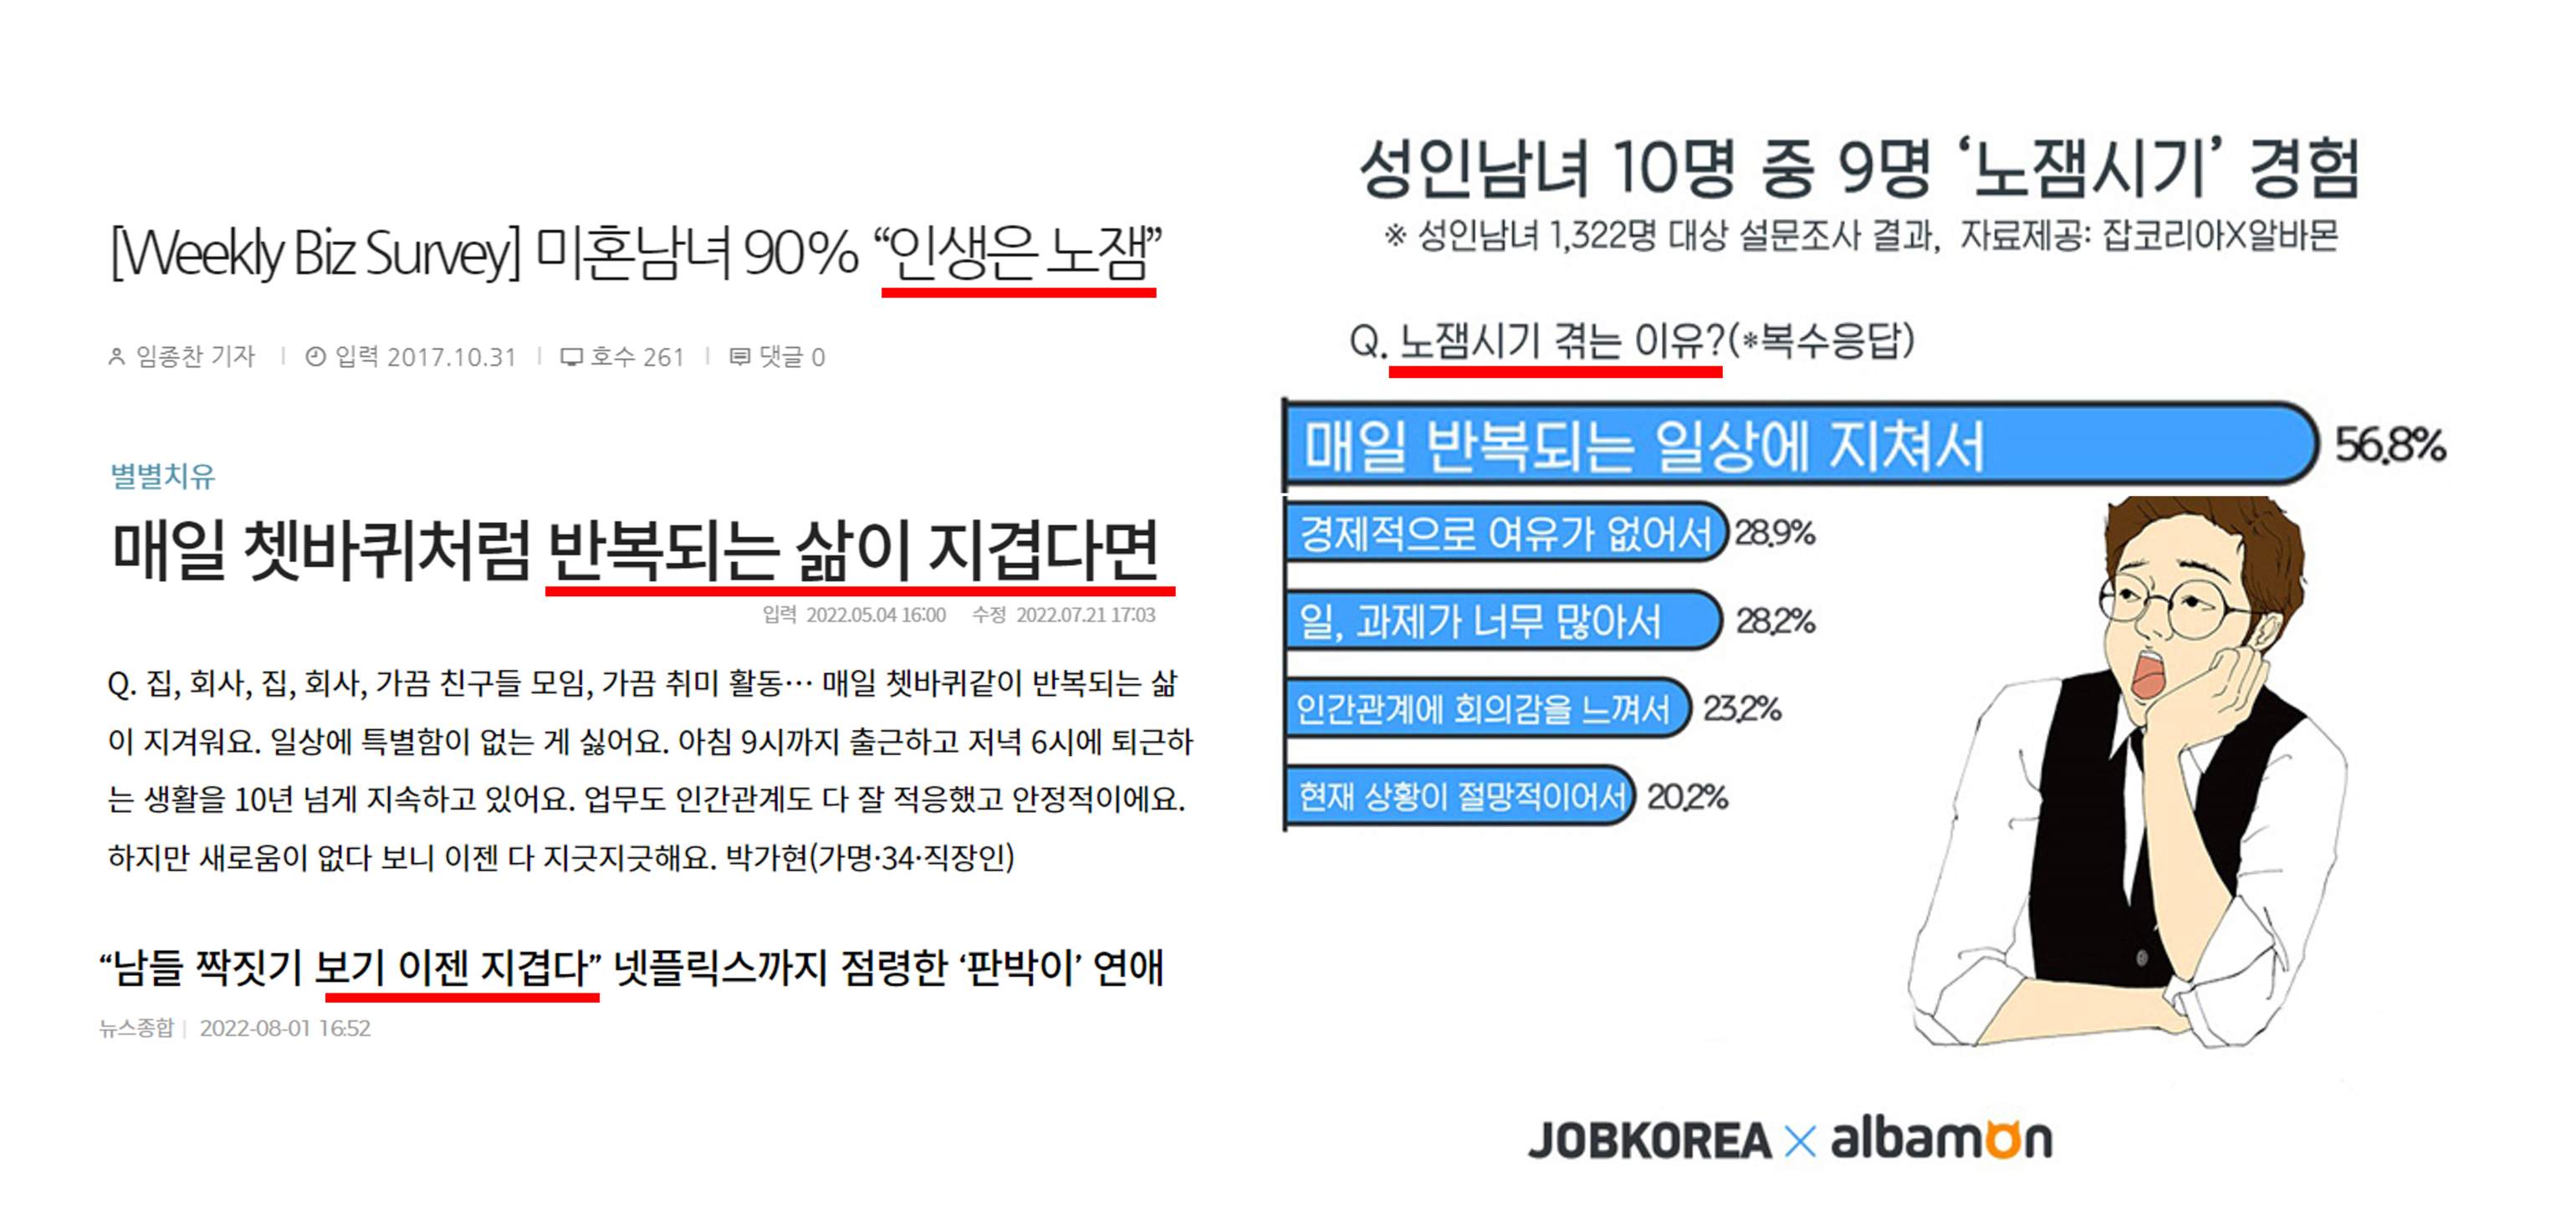 [Weekly Biz Survey] 미혼남녀 90% “인생은 노잼”
임종찬 기자 | 입력 2017.10.31 | 호수 261 | 댓글 0
별별치유
매일 쳇바퀴처럼 반복되는 삶이 지겹다면
입력 2022.05.04 16:00 수정 2022.07.21 17:03
Q. 집, 회사, 집, 회사, 가끔 친구들 모임, 가끔 취미 활동… 매일 쳇바퀴같이 반복되는 삶
이 지겨워요. 일상에 특별함이 없는 게 싫어요. 아침 9시까지 출근하고 저녁 6시에 퇴근하
는 생활을 10년 넘게 지속하고 있어요. 업무도 인간관계도 다 잘 적응했고 안정적이에요.
하지만 새로움이 없다 보니 이젠 다 지긋지긋해요. 박가현(가명·34·직장인)
“남들 짝짓기 보기 이젠 지겹다” 넷플릭스까지 점령한 ‘판박이’ 연애
뉴스종합 | 2022-08-01 16:52
성인남녀 10명 중 9명 ‘노잼시기’ 경험
※ 성인남녀 1,322명 대상 설문조사 결과, 자료제공: 잡코리아X알바몬
Q. 노잼시기 겪는 이유?(*복수응답)
매일 반복되는 일상에 지쳐서 56.8%
경제적으로 여유가 없어서 28.9%
일, 과제가 너무 많아서 28.2%
인간관계에 회의감을 느껴서 23.2%
현재 상황이 절망적이어서 20.2%
JOBKOREA X albamon